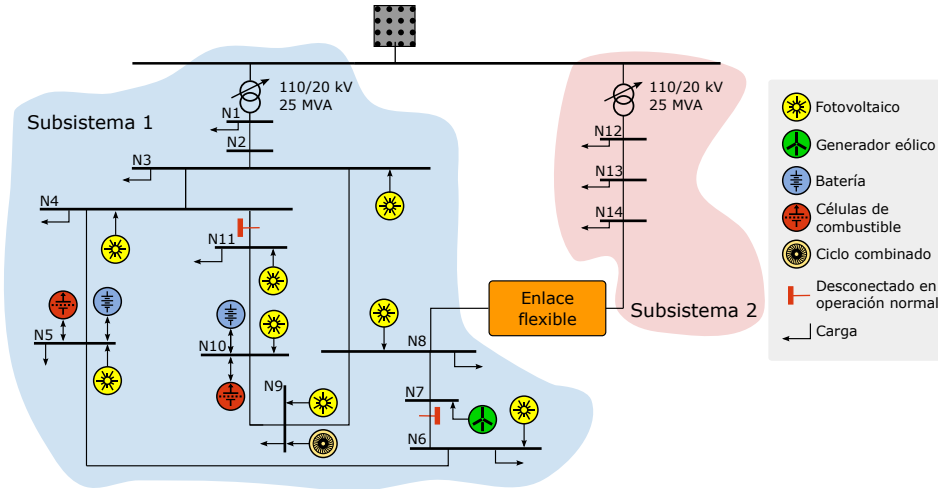 110/20 kV
25 MVA
110/20 kV
25 MVA
Subsistema 1
N1
N2
N3
N4
N11
N5
N10
N9
N8
N7
N6
N12
N13
N14
Enlace
flexible
Subsistema 2
Fotovoltaico
Generador eólico
Batería
Células de
combustible
Ciclo combinado
Desconectado en
operación normal
Carga